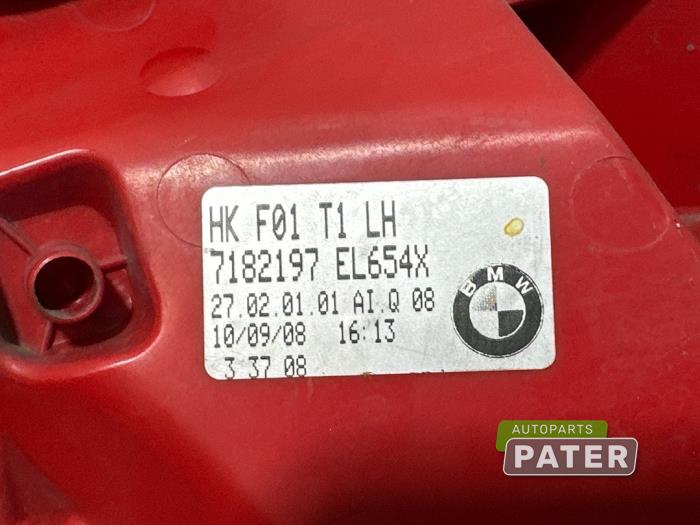 HK F01 T1 LH
7182197 EL654X
27.02.01.01 AI.Q 08
10/09/08 16:13
3 37 08
BMW
AUTOPARTS
PATER